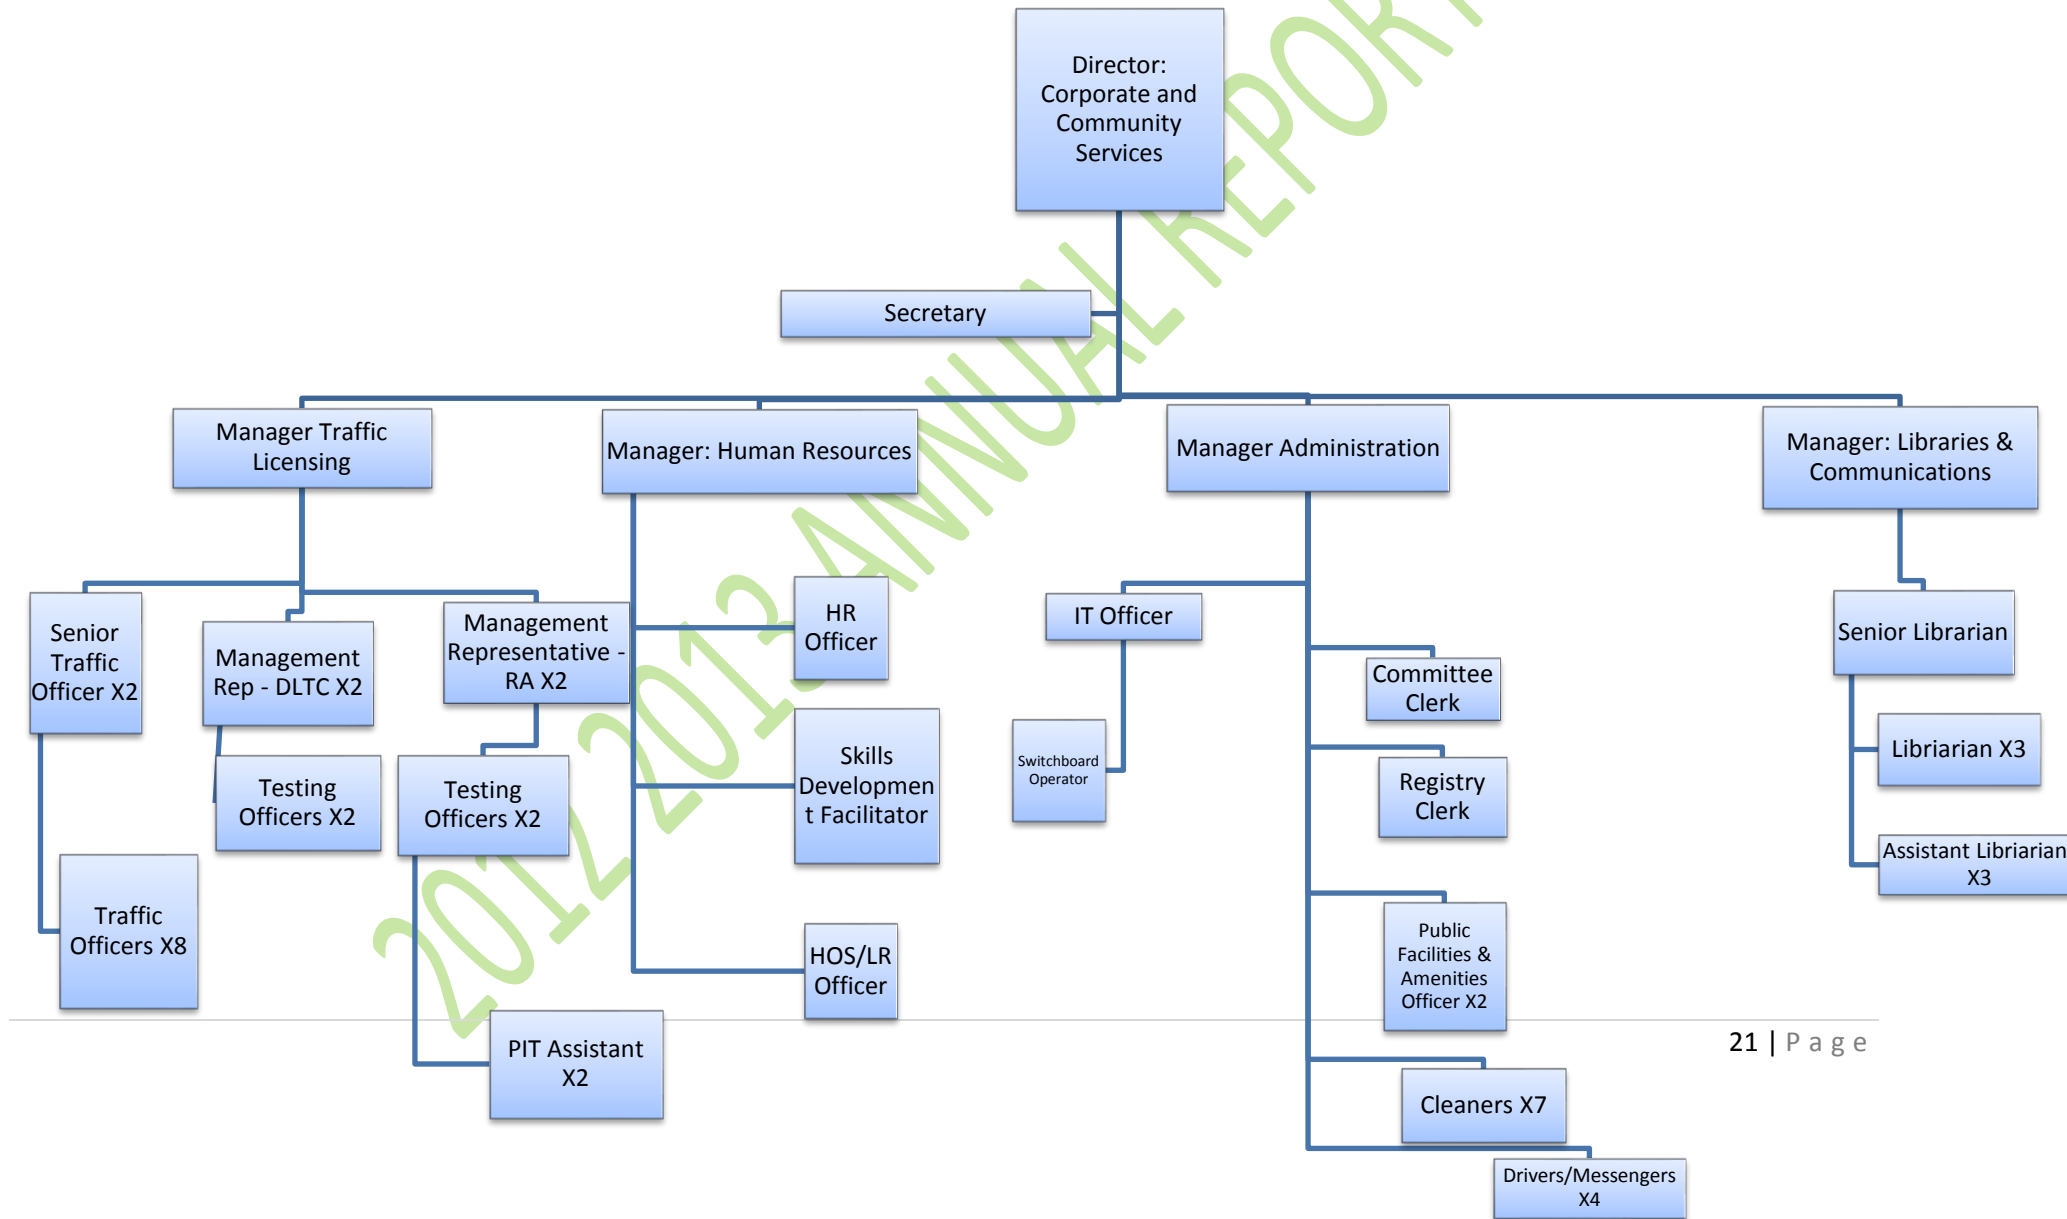 Director:
Corporate and
Community
Services
Secretary
Manager Traffic
Licensing
Manager: Human Resources
Manager Administration
Manager: Libraries &
Communications
Senior
Traffic
Officer X2
Management
Rep - DLTC X2
Management
Representative -
RA X2
HR
Officer
IT Officer
Committee
Clerk
Senior Librarian
Testing
Officers X2
Testing
Officers X2
Skills
Developmen
t Facilitator
Switchboard
Operator
Registry
Clerk
Libriarian X3
Assistant Libriarian
X3
Traffic
Officers X8
HOS/LR
Officer
Public
Facilities &
Amenities
Officer X2
PIT Assistant
X2
Cleaners X7
Drivers/Messengers
X4
2012 2013 ANNUAL REPORT
21 | Page